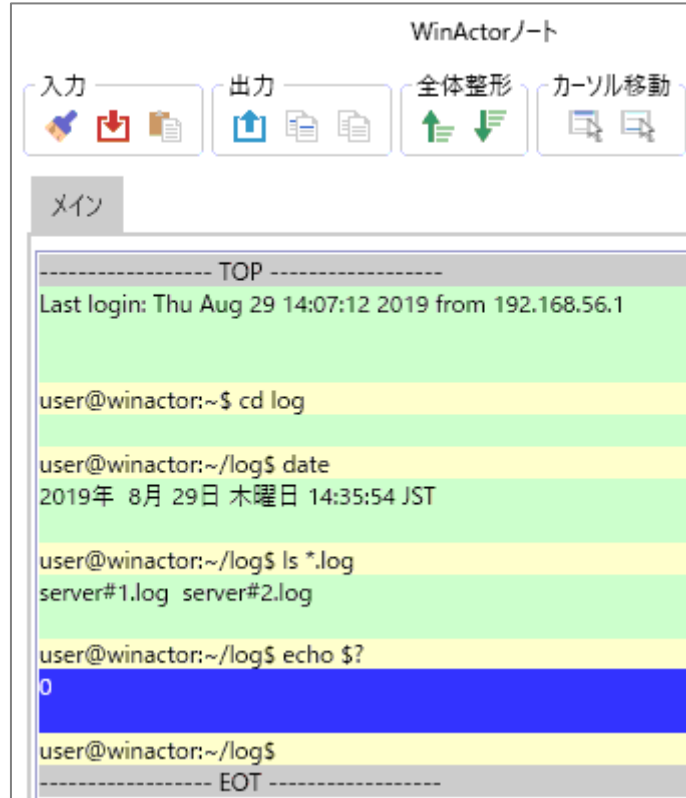 WinActorノート
入力 出力 全体整形 カーソル移動
メイン
------------------ TOP ------------------
Last login: Thu Aug 29 14:07:12 2019 from 192.168.56.1
user@winactor:~$ cd log
user@winactor:~/log$ date
2019年  8月 29日 木曜日 14:35:54 JST
user@winactor:~/log$ ls *.log
server#1.log  server#2.log
user@winactor:~/log$ echo $?
0
user@winactor:~/log$
------------------ EOT ------------------